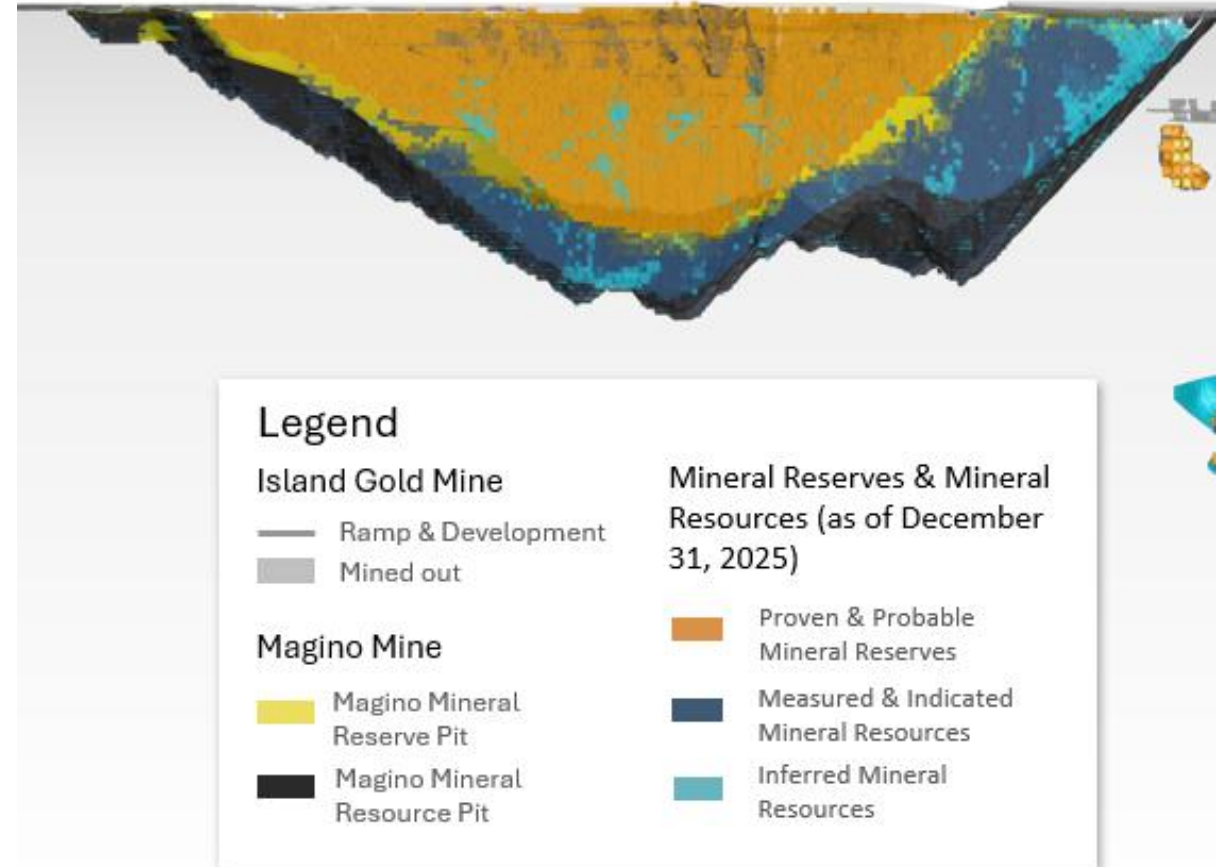 Legend
Island Gold Mine
Ramp & Development
Mined out
Magino Mine
Magino Mineral
Reserve Pit
Magino Mineral
Resource Pit
Mineral Reserves & Mineral
Resources (as of December
31, 2025)
Proven & Probable
Mineral Reserves
Measured & Indicated
Mineral Resources
Inferred Mineral
Resources